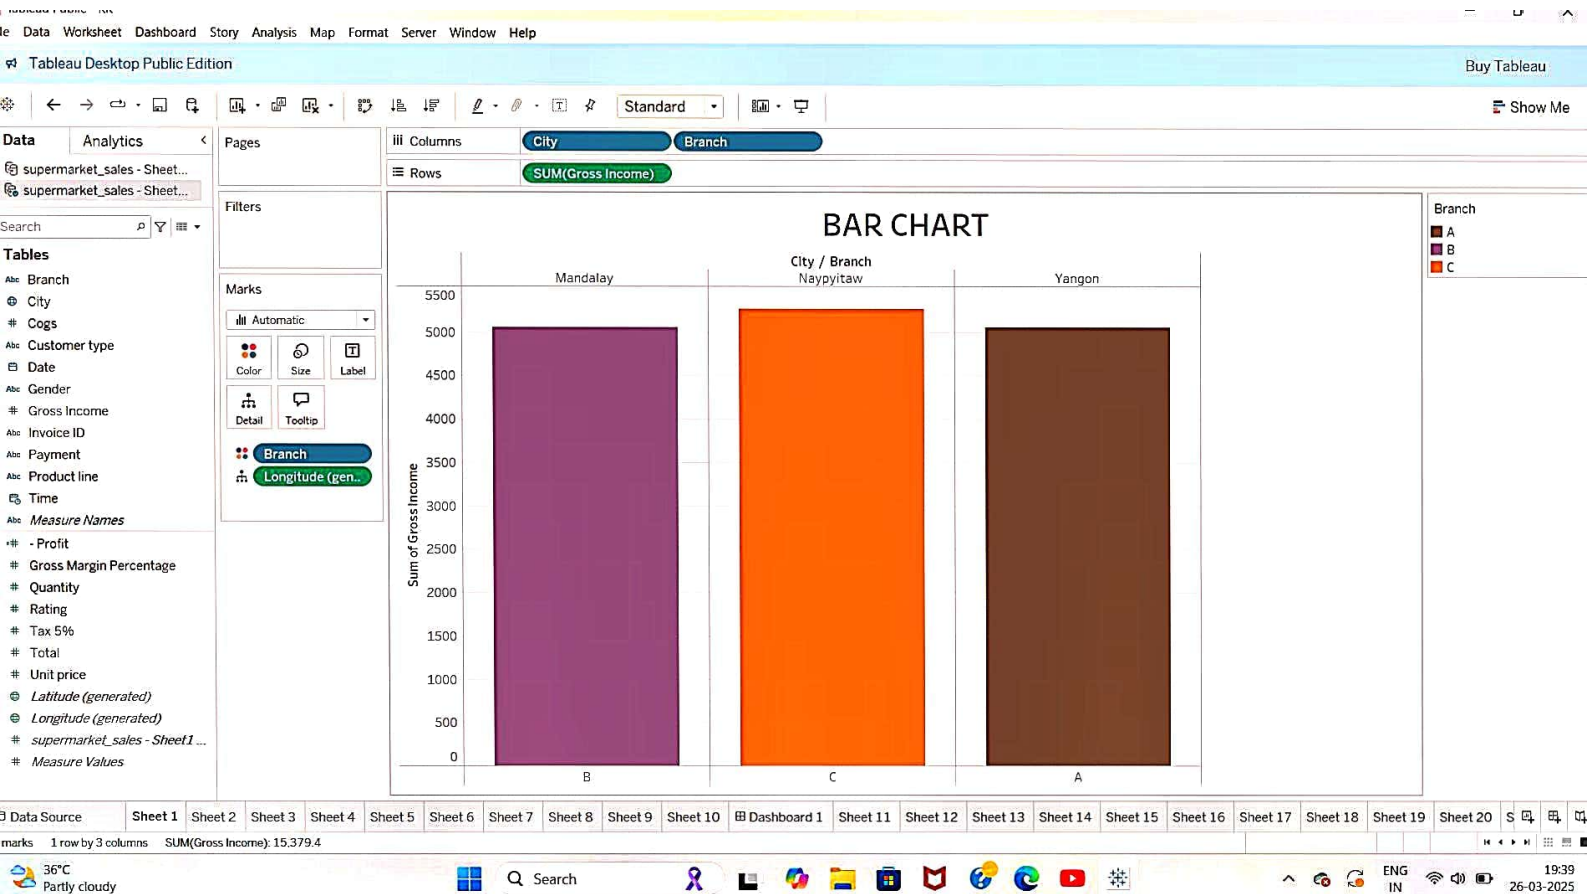 Data Worksheet Dashboard Story Analysis Map Format Server Window Help
Tableau Desktop Public Edition
Buy Tableau
Standard
Show Me
Data
Analytics
supermarket_sales - Sheet...
supermarket_sales - Sheet...
Search
Tables
Abc Branch
City
# Cogs
Abc Customer type
Date
Abc Gender
# Gross Income
Abc Invoice ID
Abc Payment
Abc Product line
Time
Abc Measure Names
# - Profit
# Gross Margin Percentage
# Quantity
# Rating
# Tax 5%
# Total
# Unit price
Latitude (generated)
Longitude (generated)
# supermarket_sales - Sheet1 ...
# Measure Values
Pages
Filters
Marks
Automatic
Color
Size
Label
Detail
Tooltip
Branch
Longitude (gen..
Columns
City
Branch
Rows
SUM(Gross Income)
BAR CHART
City / Branch
Mandalay
Naypyitaw
Yangon
Sum of Gross Income
5500
5000
4500
4000
3500
3000
2500
2000
1500
1000
500
0
B
C
A
Branch
A
B
C
Data Source
Sheet 1
Sheet 2
Sheet 3
Sheet 4
Sheet 5
Sheet 6
Sheet 7
Sheet 8
Sheet 9
Sheet 10
Dashboard 1
Sheet 11
Sheet 12
Sheet 13
Sheet 14
Sheet 15
Sheet 16
Sheet 17
Sheet 18
Sheet 19
Sheet 20
S
marks 1 row by 3 columns SUM(Gross Income): 15,379.4
36°C
Partly cloudy
Search
ENG
IN
19:39
26-03-2025